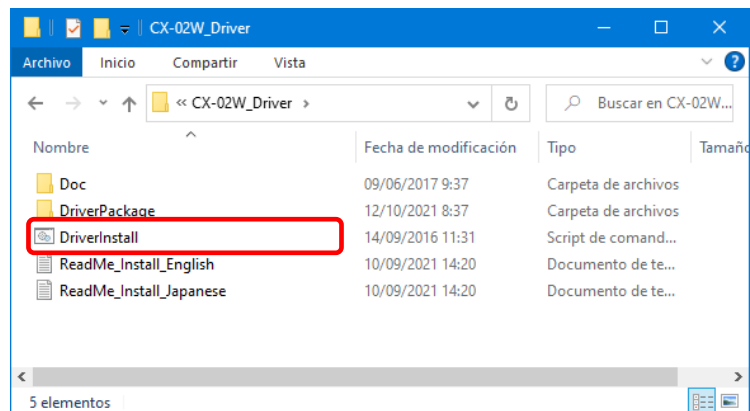 CX-02W_Driver
Archivo Inicio Compartir Vista
« CX-02W_Driver Buscar en CX-02W...
Nombre Fecha de modificación Tipo Tamaño
Doc 09/06/2017 9:37 Carpeta de archivos
DriverPackage 12/10/2021 8:37 Carpeta de archivos
DriverInstall 14/09/2016 11:31 Script de comand...
ReadMe_Install_English 10/09/2021 14:20 Documento de te...
ReadMe_Install_Japanese 10/09/2021 14:20 Documento de te...
5 elementos